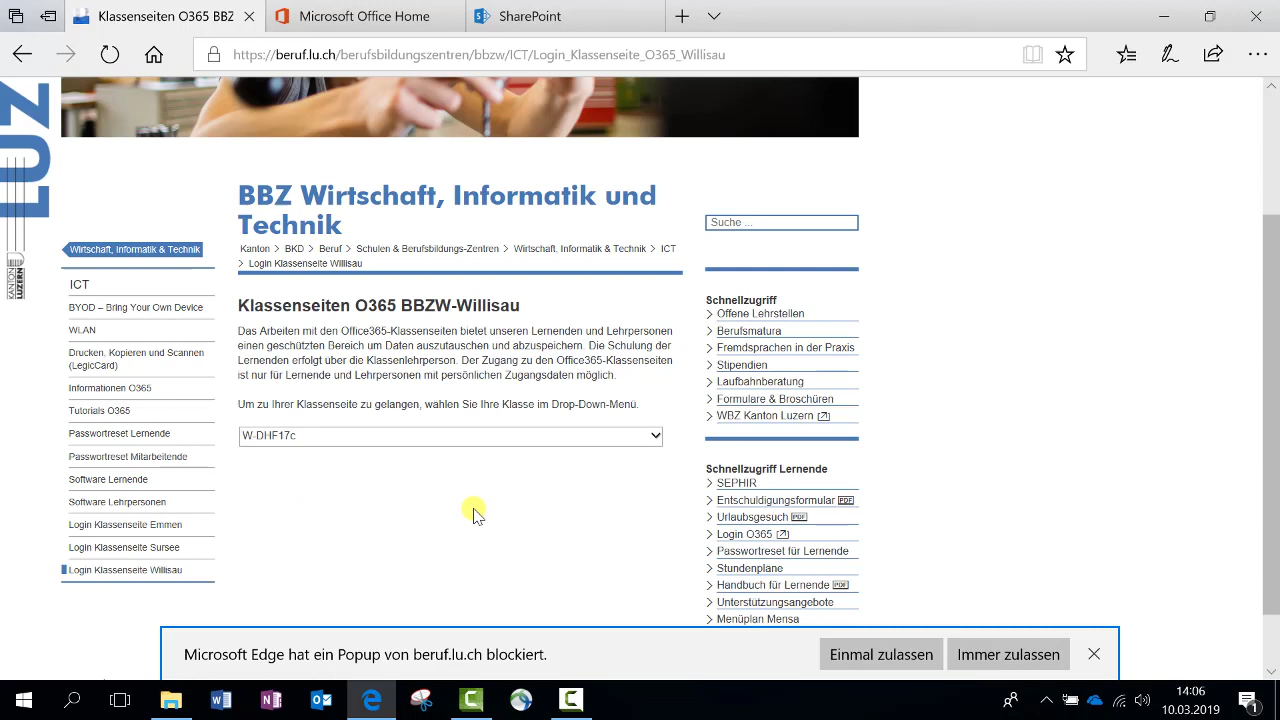 Klassenseiten O365 BBZ
Microsoft Office Home
SharePoint
https://beruf.lu.ch/berufsbildungszentren/bbzw/ICT/Login_Klassenseite_O365_Willisau
LUZ
KANTON LUZERN
BBZ Wirtschaft, Informatik und
Technik
Suche ...
Wirtschaft, Informatik & Technik
Kanton > BKD > Beruf > Schulen & Berufsbildungs-Zentren > Wirtschaft, Informatik & Technik > ICT
> Login Klassenseite Willisau
ICT
BYOD – Bring Your Own Device
WLAN
Drucken, Kopieren und Scannen
(LegicCard)
Informationen O365
Tutorials O365
Passwortreset Lernende
Passwortreset Mitarbeitende
Software Lernende
Software Lehrpersonen
Login Klassenseite Emmen
Login Klassenseite Sursee
Login Klassenseite Willisau
Klassenseiten O365 BBZW-Willisau
Das Arbeiten mit den Office365-Klassenseiten bietet unseren Lernenden und Lehrpersonen
einen geschützten Bereich um Daten auszutauschen und abzuspeichern. Die Schulung der
Lernenden erfolgt über die Klassenlehrperson. Der Zugang zu den Office365-Klassenseiten
ist nur für Lernende und Lehrpersonen mit persönlichen Zugangsdaten möglich.
Um zu Ihrer Klassenseite zu gelangen, wählen Sie Ihre Klasse im Drop-Down-Menü.
W-DHF17c
Schnellzugriff
> Offene Lehrstellen
> Berufsmatura
> Fremdsprachen in der Praxis
> Stipendien
> Laufbahnberatung
> Formulare & Broschüren
> WBZ Kanton Luzern
Schnellzugriff Lernende
> SEPHIR
> Entschuldigungsformular PDF
> Urlaubsgesuch PDF
> Login O365
> Passwortreset für Lernende
> Stundenpläne
> Handbuch für Lernende PDF
> Unterstützungsangebote
> Menüplan Mensa
Microsoft Edge hat ein Popup von beruf.lu.ch blockiert.
Einmal zulassen
Immer zulassen
14:06
10.03.2019
1